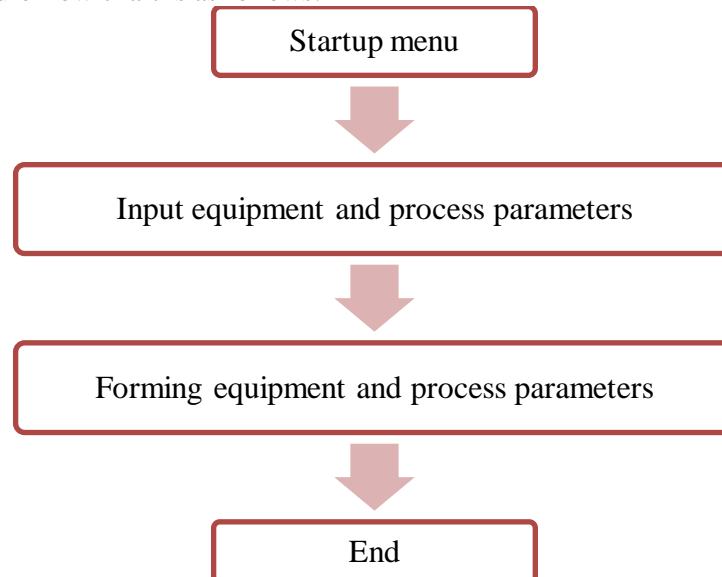 Startup menu
Input equipment and process parameters
Forming equipment and process parameters
End